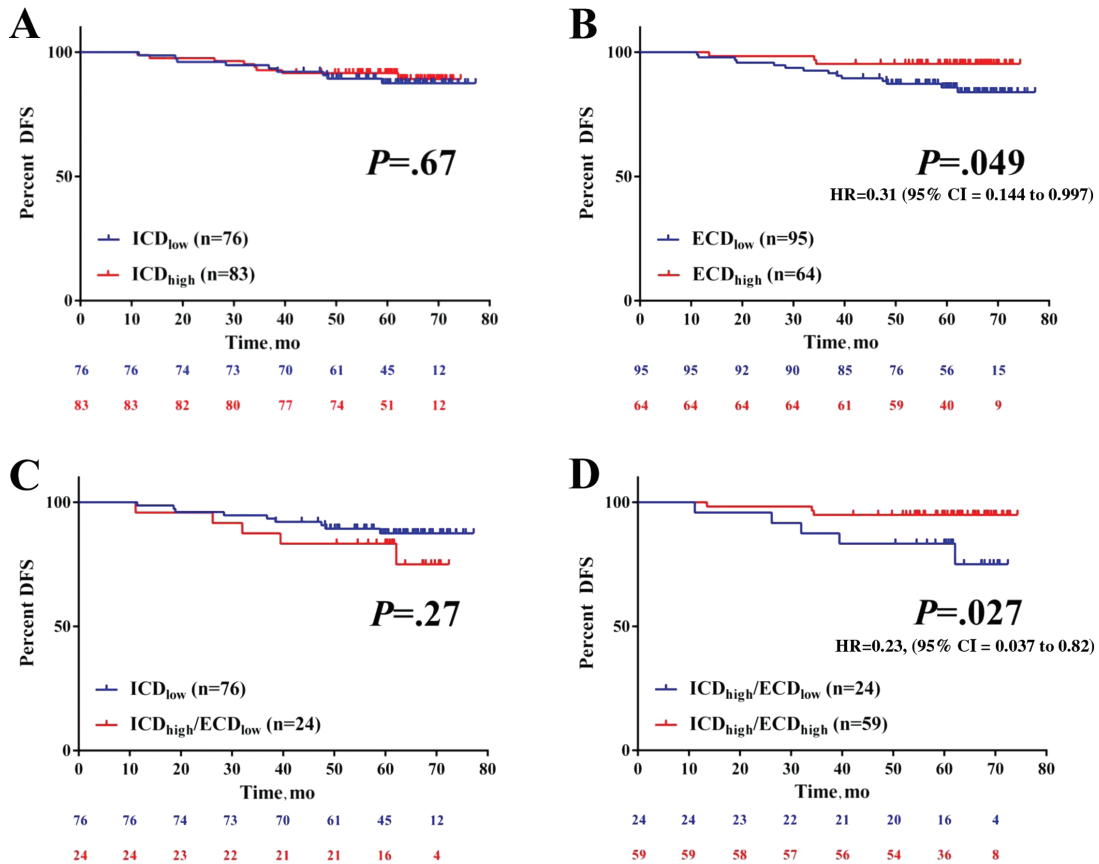 A
Percent DFS
100
50
0
P=.67
ICDlow (n=76)
ICDhigh (n=83)
0 10 20 30 40 50 60 70 80
Time, mo
76 76 74 73 70 61 45 12
83 83 82 80 77 74 51 12
B
Percent DFS
100
50
0
P=.049
HR=0.31 (95% CI = 0.144 to 0.997)
ECDlow (n=95)
ECDhigh (n=64)
0 10 20 30 40 50 60 70 80
Time, mo
95 95 92 90 85 76 56 15
64 64 64 64 61 59 40 9
C
Percent DFS
100
50
0
P=.27
ICDlow (n=76)
ICDhigh/ECDlow (n=24)
0 10 20 30 40 50 60 70 80
Time, mo
76 76 74 73 70 61 45 12
24 24 23 22 21 21 16 4
D
Percent DFS
100
50
0
P=.027
HR=0.23, (95% CI = 0.037 to 0.82)
ICDhigh/ECDlow (n=24)
ICDhigh/ECDhigh (n=59)
0 10 20 30 40 50 60 70 80
Time, mo
24 24 23 22 21 20 16 4
59 59 58 57 56 54 36 8